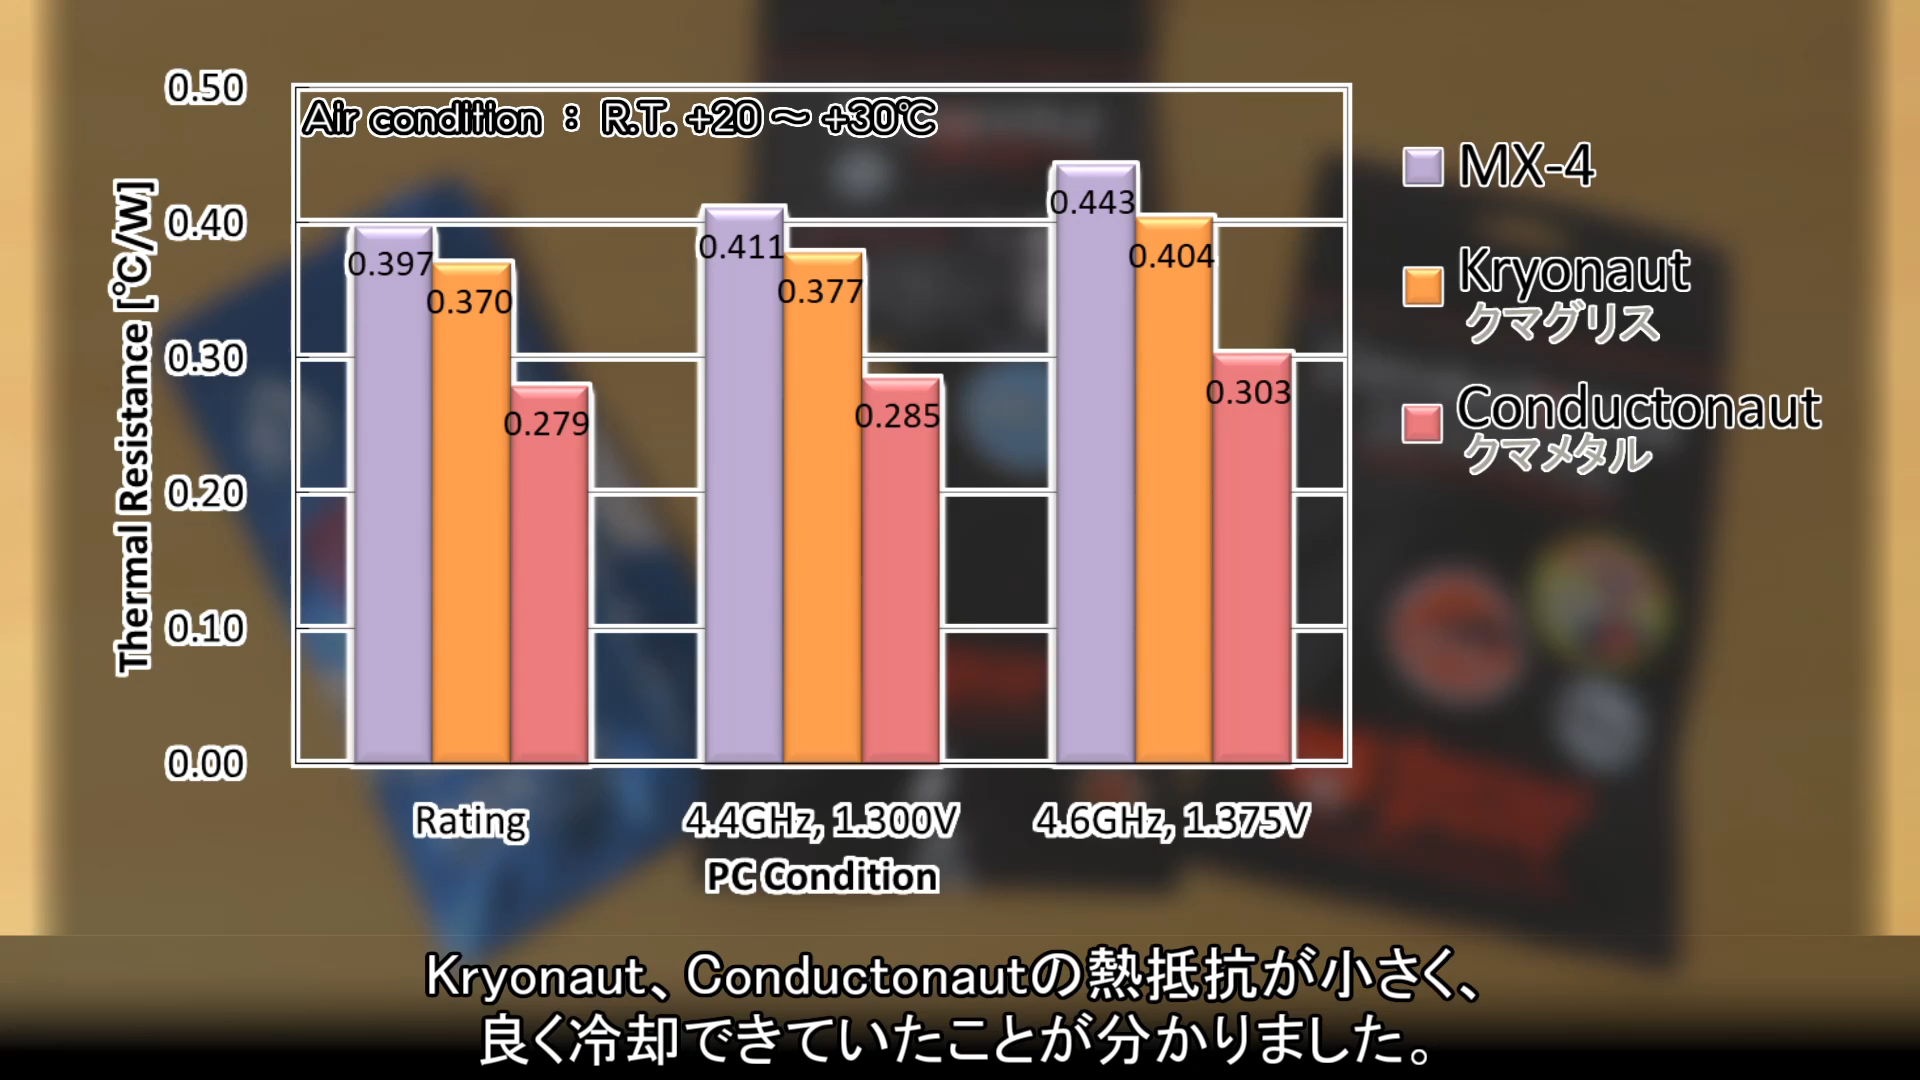 0.50
Air condition : R.T. +20 ～ +30℃
0.40
0.30
0.20
0.10
0.00
Thermal Resistance [℃/W]
0.397
0.370
0.279
0.411
0.377
0.285
0.443
0.404
0.303
Rating
4.4GHz, 1.300V
4.6GHz, 1.375V
PC Condition
MX-4
Kryonaut
クマグリス
Conductonaut
クマメタル
Kryonaut、Conductonautの熱抵抗が小さく、
良く冷却できていたことが分かりました。